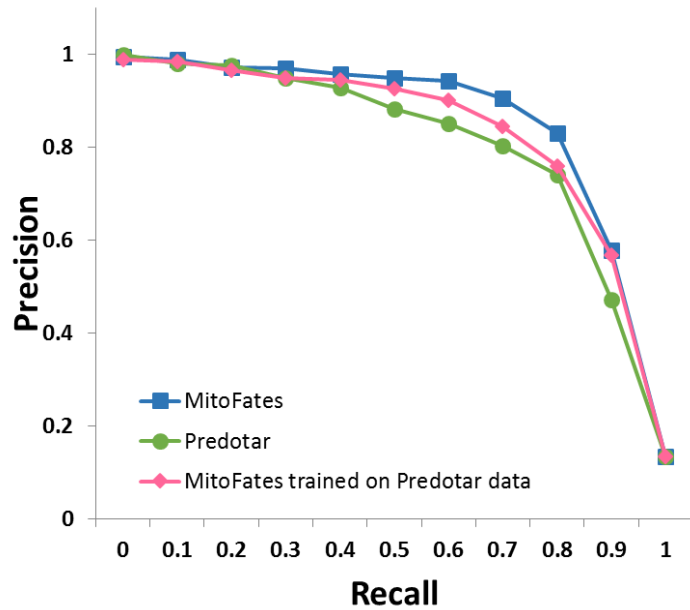 1
0.8
0.6
0.4
0.2
0
Precision
MitoFates
Predotar
MitoFates trained on Predotar data
0 0.1 0.2 0.3 0.4 0.5 0.6 0.7 0.8 0.9 1
Recall